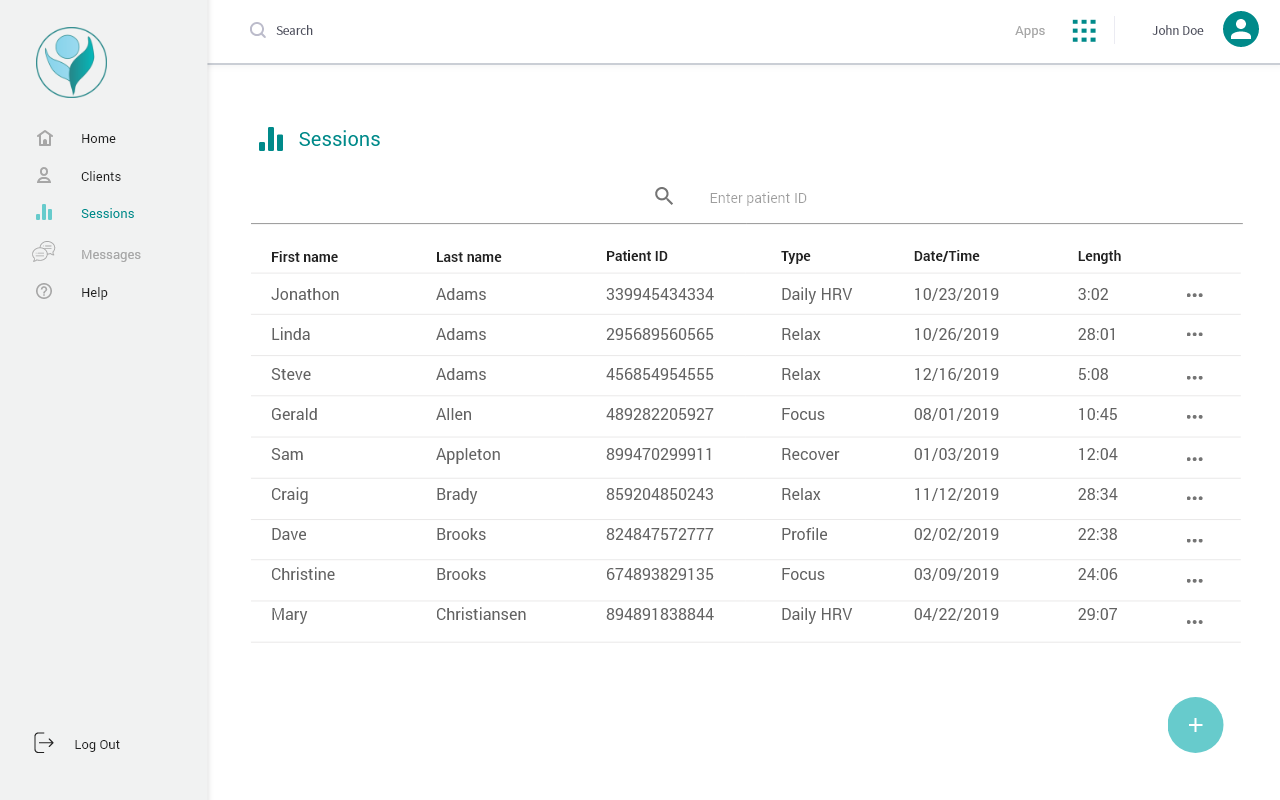 Search
Apps
John Doe
Home
Clients
Sessions
Messages
Help
Log Out
Sessions
Enter patient ID
First name Last name Patient ID Type Date/Time Length
Jonathon Adams 339945434334 Daily HRV 10/23/2019 3:02
Linda Adams 295689560565 Relax 10/26/2019 28:01
Steve Adams 456854954555 Relax 12/16/2019 5:08
Gerald Allen 489282205927 Focus 08/01/2019 10:45
Sam Appleton 899470299911 Recover 01/03/2019 12:04
Craig Brady 859204850243 Relax 11/12/2019 28:34
Dave Brooks 824847572777 Profile 02/02/2019 22:38
Christine Brooks 674893829135 Focus 03/09/2019 24:06
Mary Christiansen 894891838844 Daily HRV 04/22/2019 29:07